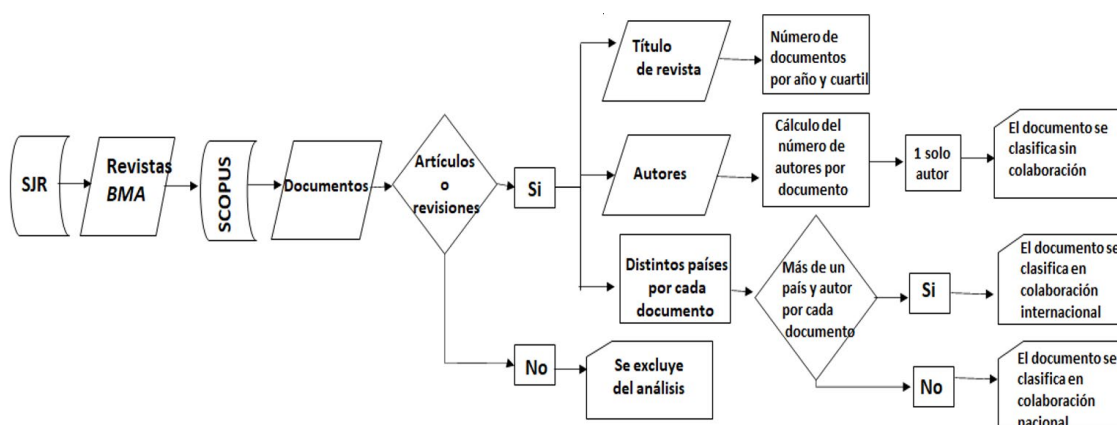 SJR
Revistas
BMA
SCOPUS
Documentos
Artículos
o
revisiones
Si
Título
de revista
Número de
documentos
por año y cuartil
Autores
Cálculo del
número de
autores por
documento
1 solo
autor
El documento se
clasifica sin
colaboración
Distintos países
por cada
documento
Más de un
país y autor
por cada
documento
Si
El documento se
clasifica en
colaboración
internacional
No
El documento se
clasifica en
colaboración
nacional
No
Se excluye
del análisis